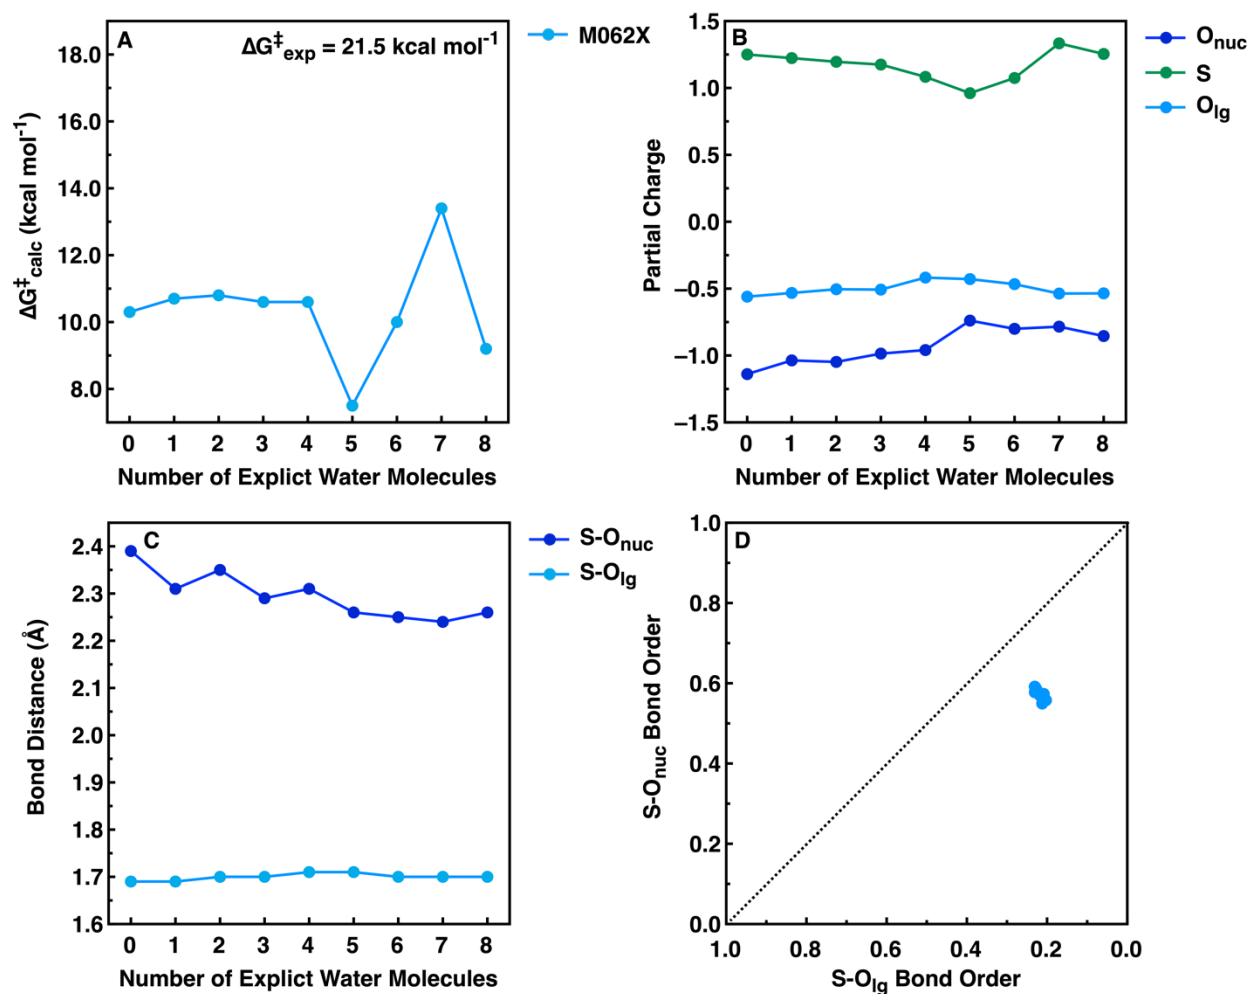 A
ΔG‡exp = 21.5 kcal mol-1
M062X
ΔG‡calc (kcal mol-1)
18.0
16.0
14.0
12.0
10.0
8.0
0 1 2 3 4 5 6 7 8
Number of Explict Water Molecules
B
Onuc
S
Olg
Partial Charge
1.5
1.0
0.5
0.0
−0.5
−1.0
−1.5
0 1 2 3 4 5 6 7 8
Number of Explict Water Molecules
C
S-Onuc
S-Olg
Bond Distance (Å)
2.4
2.3
2.2
2.1
2.0
1.9
1.8
1.7
1.6
0 1 2 3 4 5 6 7 8
Number of Explict Water Molecules
D
S-Onuc Bond Order
1.0
0.8
0.6
0.4
0.2
0.0
1.0 0.8 0.6 0.4 0.2 0.0
S-Olg Bond Order